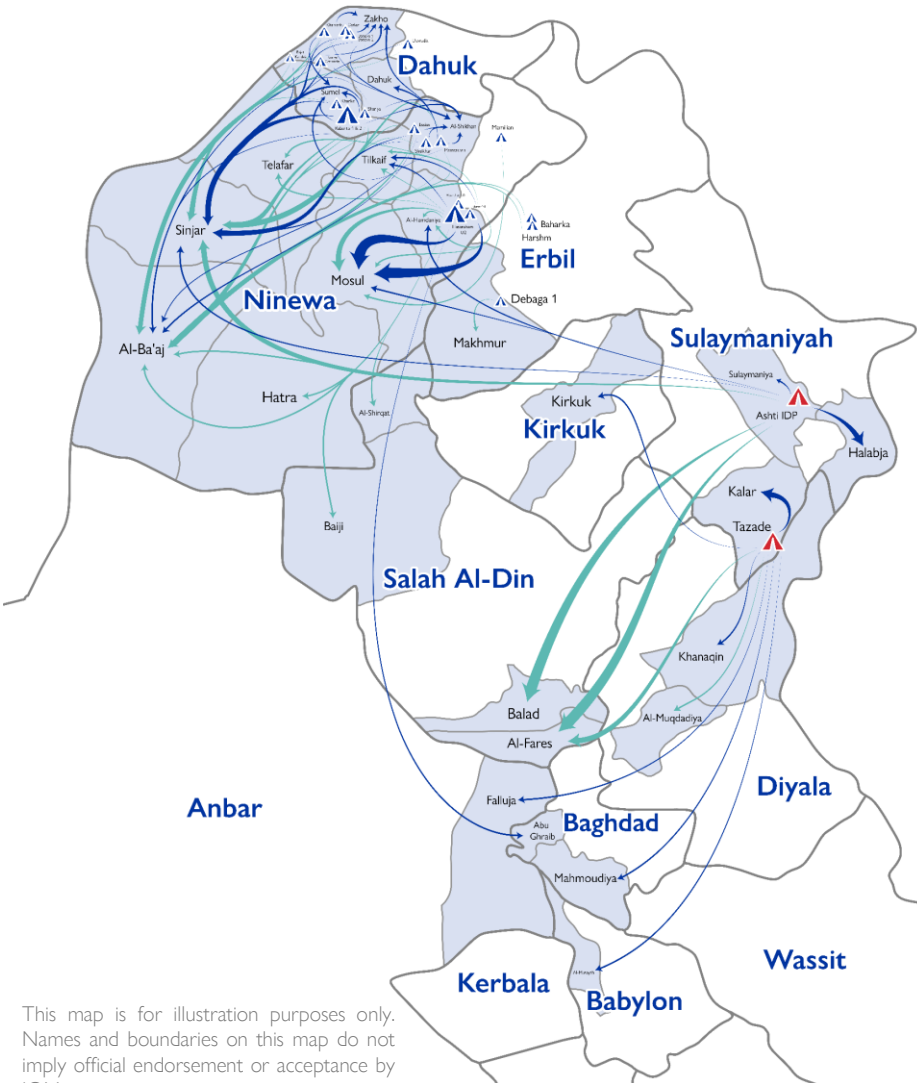 Zakho
Dahuk
Dahuk
Sumel
Al-Shikhan
Mamilian
Telafar
Tilkaif
Al-Hamdaniya
Baharka
Harshm
Erbil
Sinjar
Mosul
Ninewa
Debaga 1
Makhmur
Al-Ba'aj
Sulaymaniyah
Sulaymaniya
Hatra
Al-Shirqat
Kirkuk
Kirkuk
Ashti IDP
Halabja
Kalar
Tazade
Baiji
Salah Al-Din
Khanaqin
Balad
Al-Muqdadiya
Al-Fares
Diyala
Falluja
Anbar
Abu
Ghraib
Baghdad
Mahmoudiya
Wassit
Kerbala
Babylon
This map is for illustration purposes only.
Names and boundaries on this map do not
imply official endorsement or acceptance by